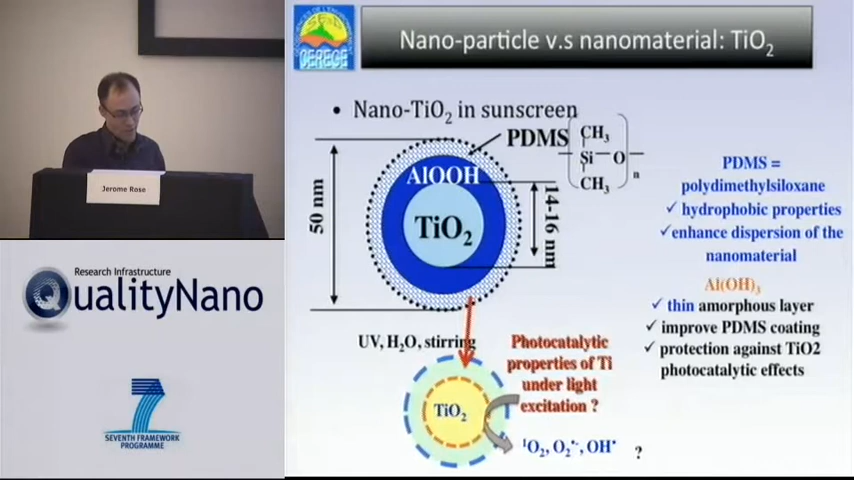 Nano-particle v.s nanomaterial: TiO₂
CEREGE
• Nano-TiO₂ in sunscreen
PDMS
CH₃
Si O
CH₃
n
AlOOH
TiO₂
50 nm
14-16 nm
PDMS =
polydimethylsiloxane
✓ hydrophobic properties
✓enhance dispersion of the
nanomaterial
Al(OH)₃
✓ thin amorphous layer
✓ improve PDMS coating
✓ protection against TiO2
photocatalytic effects
UV, H₂O, stirring
Photocatalytic
properties of Ti
under light
excitation ?
TiO₂
¹O₂, O₂•-, OH•
?
Jerome Rose
Research Infrastructure
QualityNano
7
SEVENTH FRAMEWORK
PROGRAMME